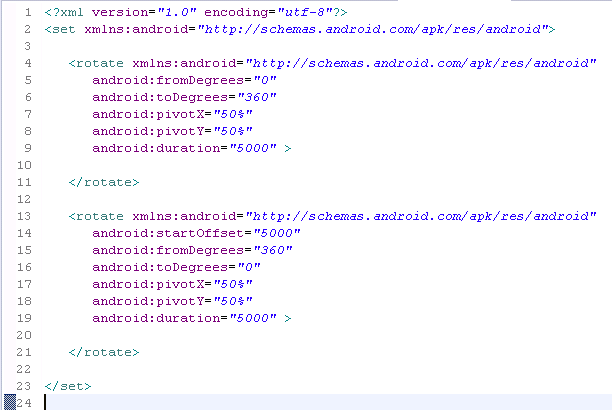 1 <?xml version="1.0" encoding="utf-8"?>
2 <set xmlns:android="http://schemas.android.com/apk/res/android">
3
4 <rotate xmlns:android="http://schemas.android.com/apk/res/android"
5 android:fromDegrees="0"
6 android:toDegrees="360"
7 android:pivotX="50%"
8 android:pivotY="50%"
9 android:duration="5000" >
10
11 </rotate>
12
13 <rotate xmlns:android="http://schemas.android.com/apk/res/android"
14 android:startOffset="5000"
15 android:fromDegrees="360"
16 android:toDegrees="0"
17 android:pivotX="50%"
18 android:pivotY="50%"
19 android:duration="5000" >
20
21 </rotate>
22
23 </set>
24